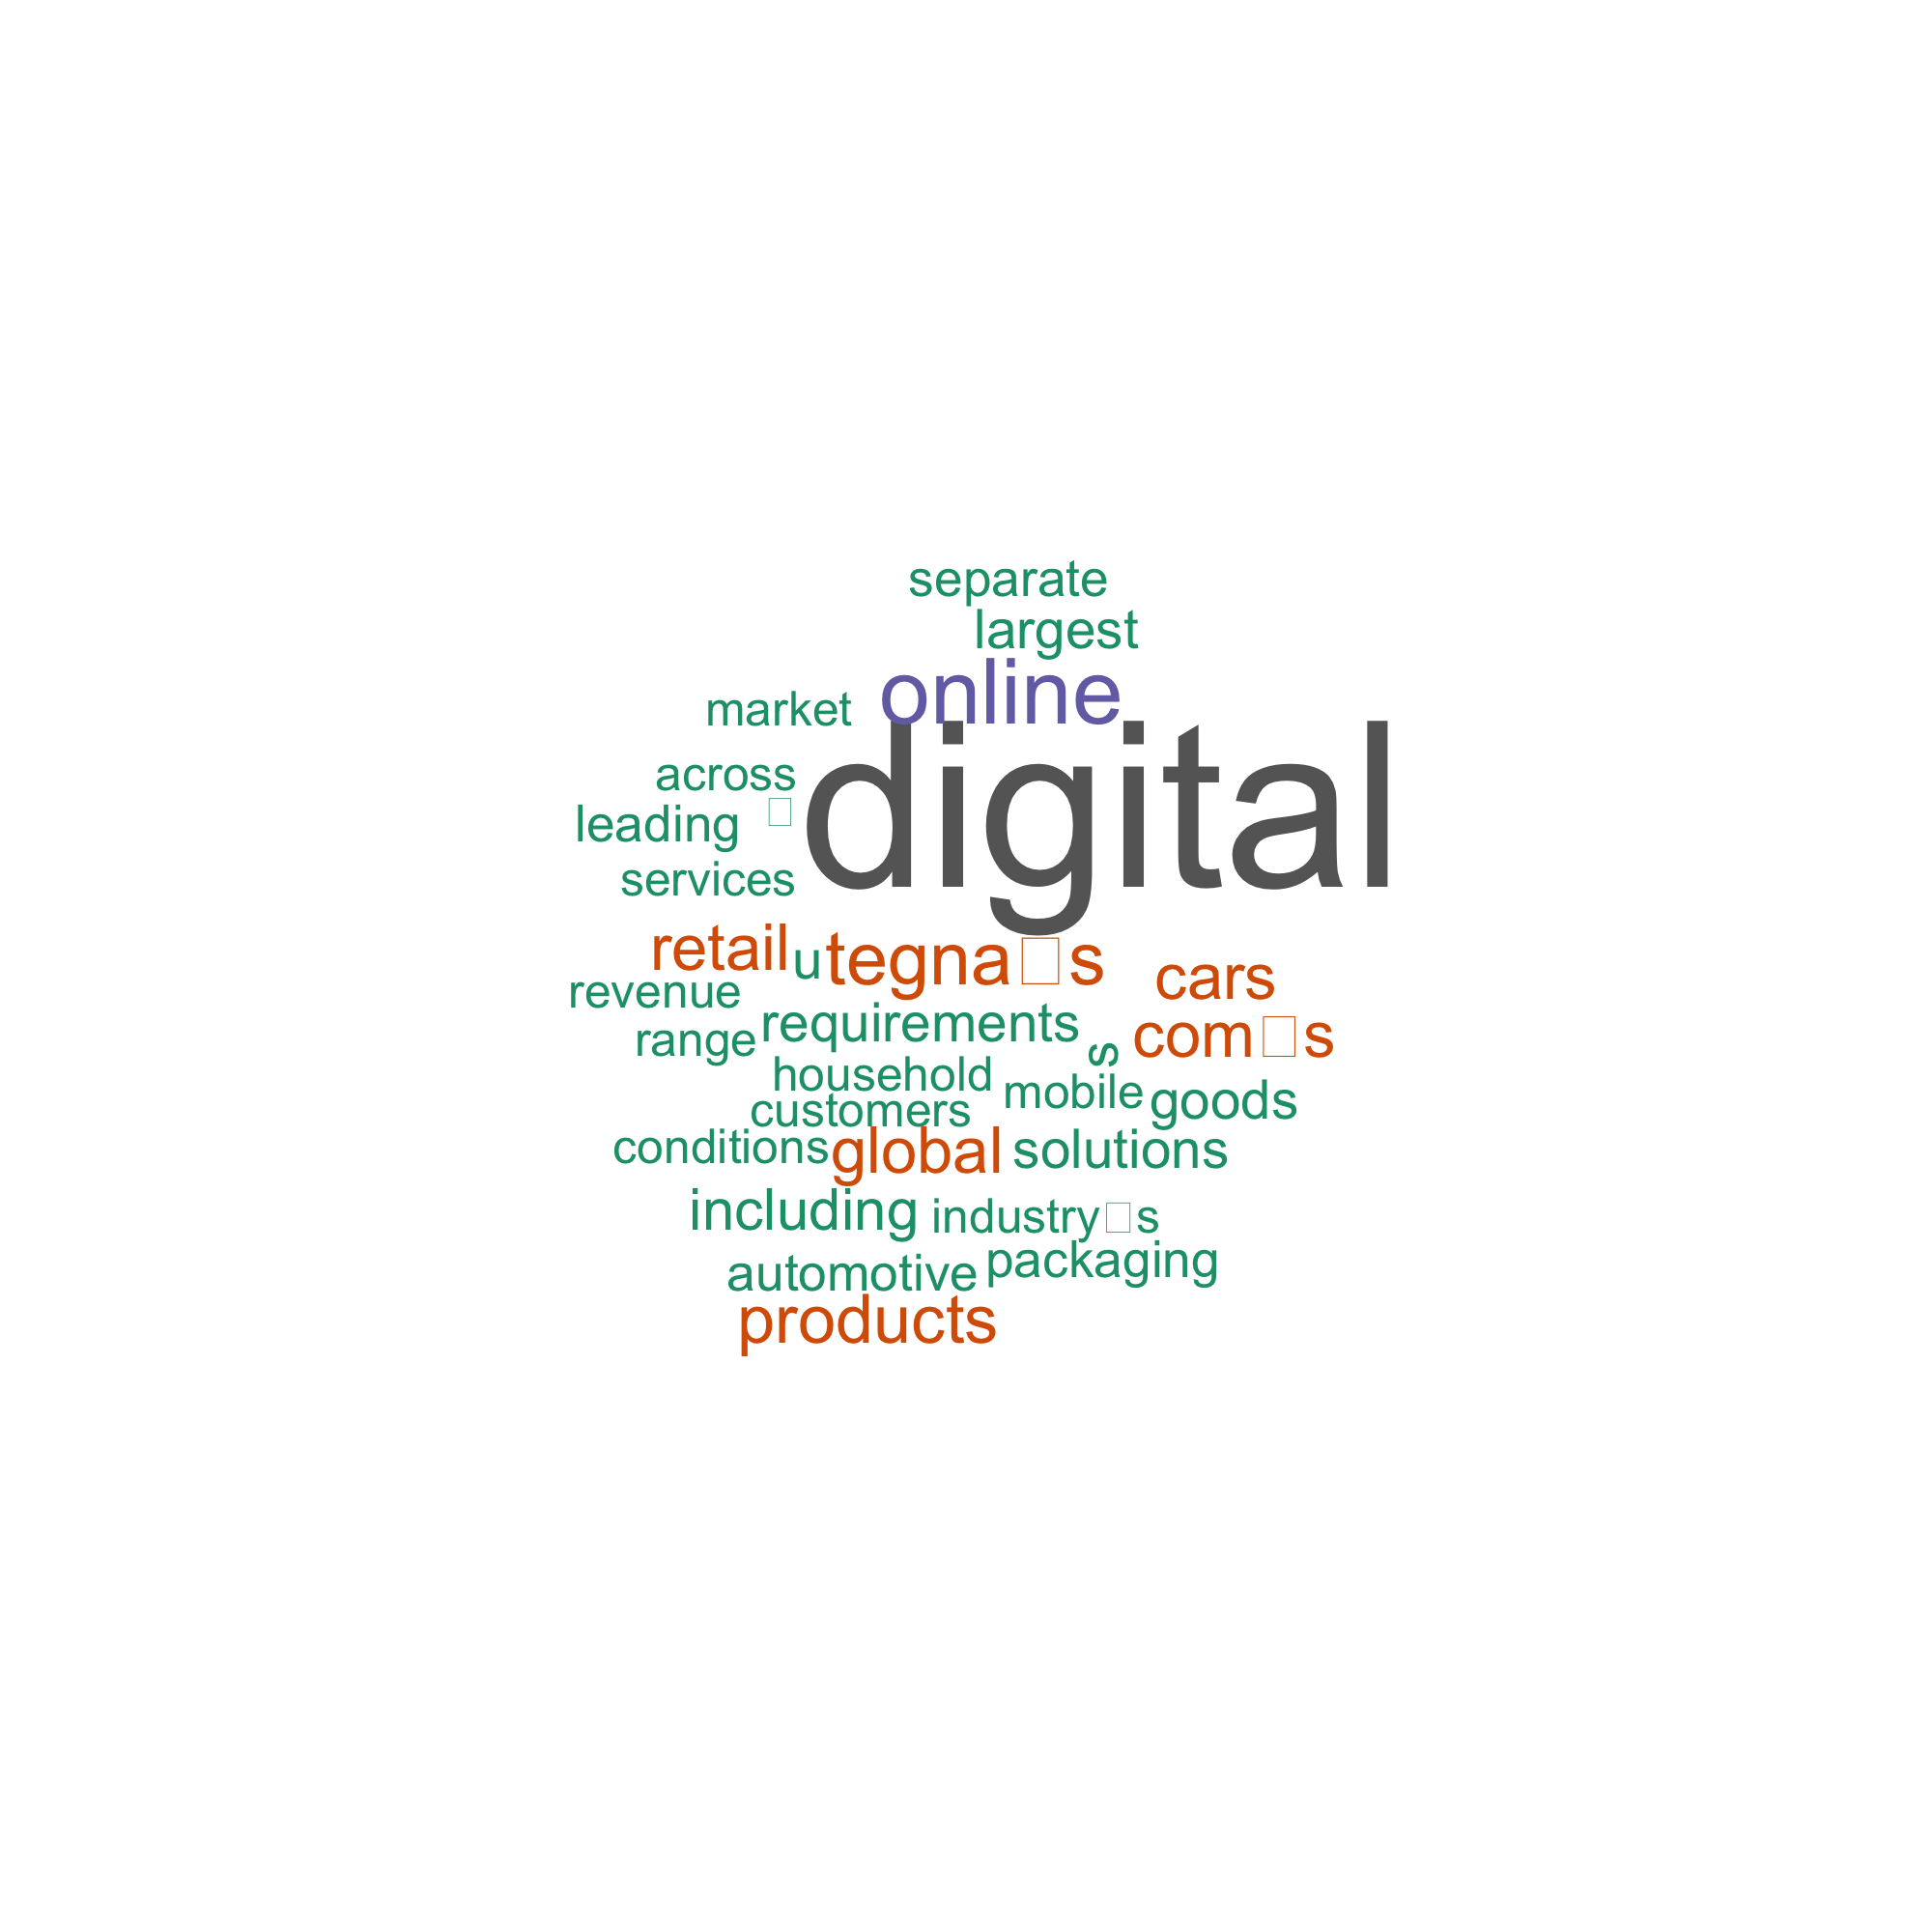 separate
largest
online
market
digital
across
leading □
services
retail u tegna□s
cars
revenue
requirements
com□s
range
s
household
mobile goods
customers
conditions global solutions
including industry□s
automotive packaging
products